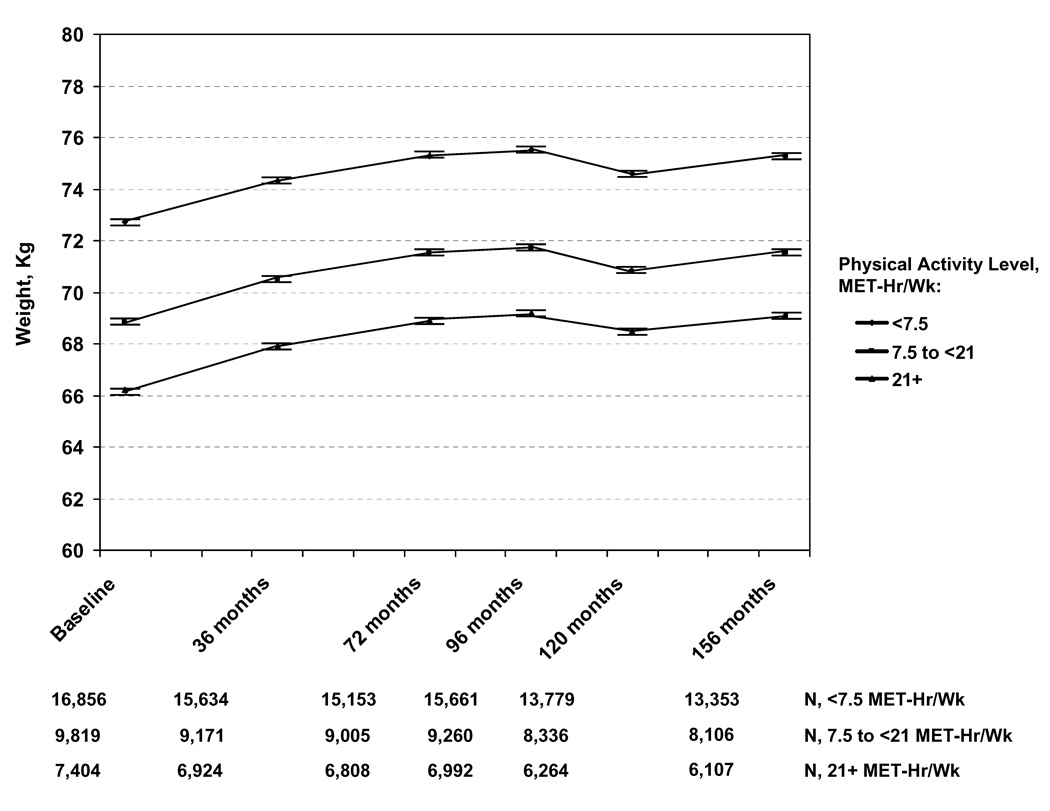 80
78
76
74
72
70
68
66
64
62
60
Weight, Kg
Baseline
36 months
72 months
96 months
120 months
156 months
Physical Activity Level,
MET-Hr/Wk:
<7.5
7.5 to <21
21+
16,856 15,634 15,153 15,661 13,779 13,353 N, <7.5 MET-Hr/Wk
9,819 9,171 9,005 9,260 8,336 8,106 N, 7.5 to <21 MET-Hr/Wk
7,404 6,924 6,808 6,992 6,264 6,107 N, 21+ MET-Hr/Wk